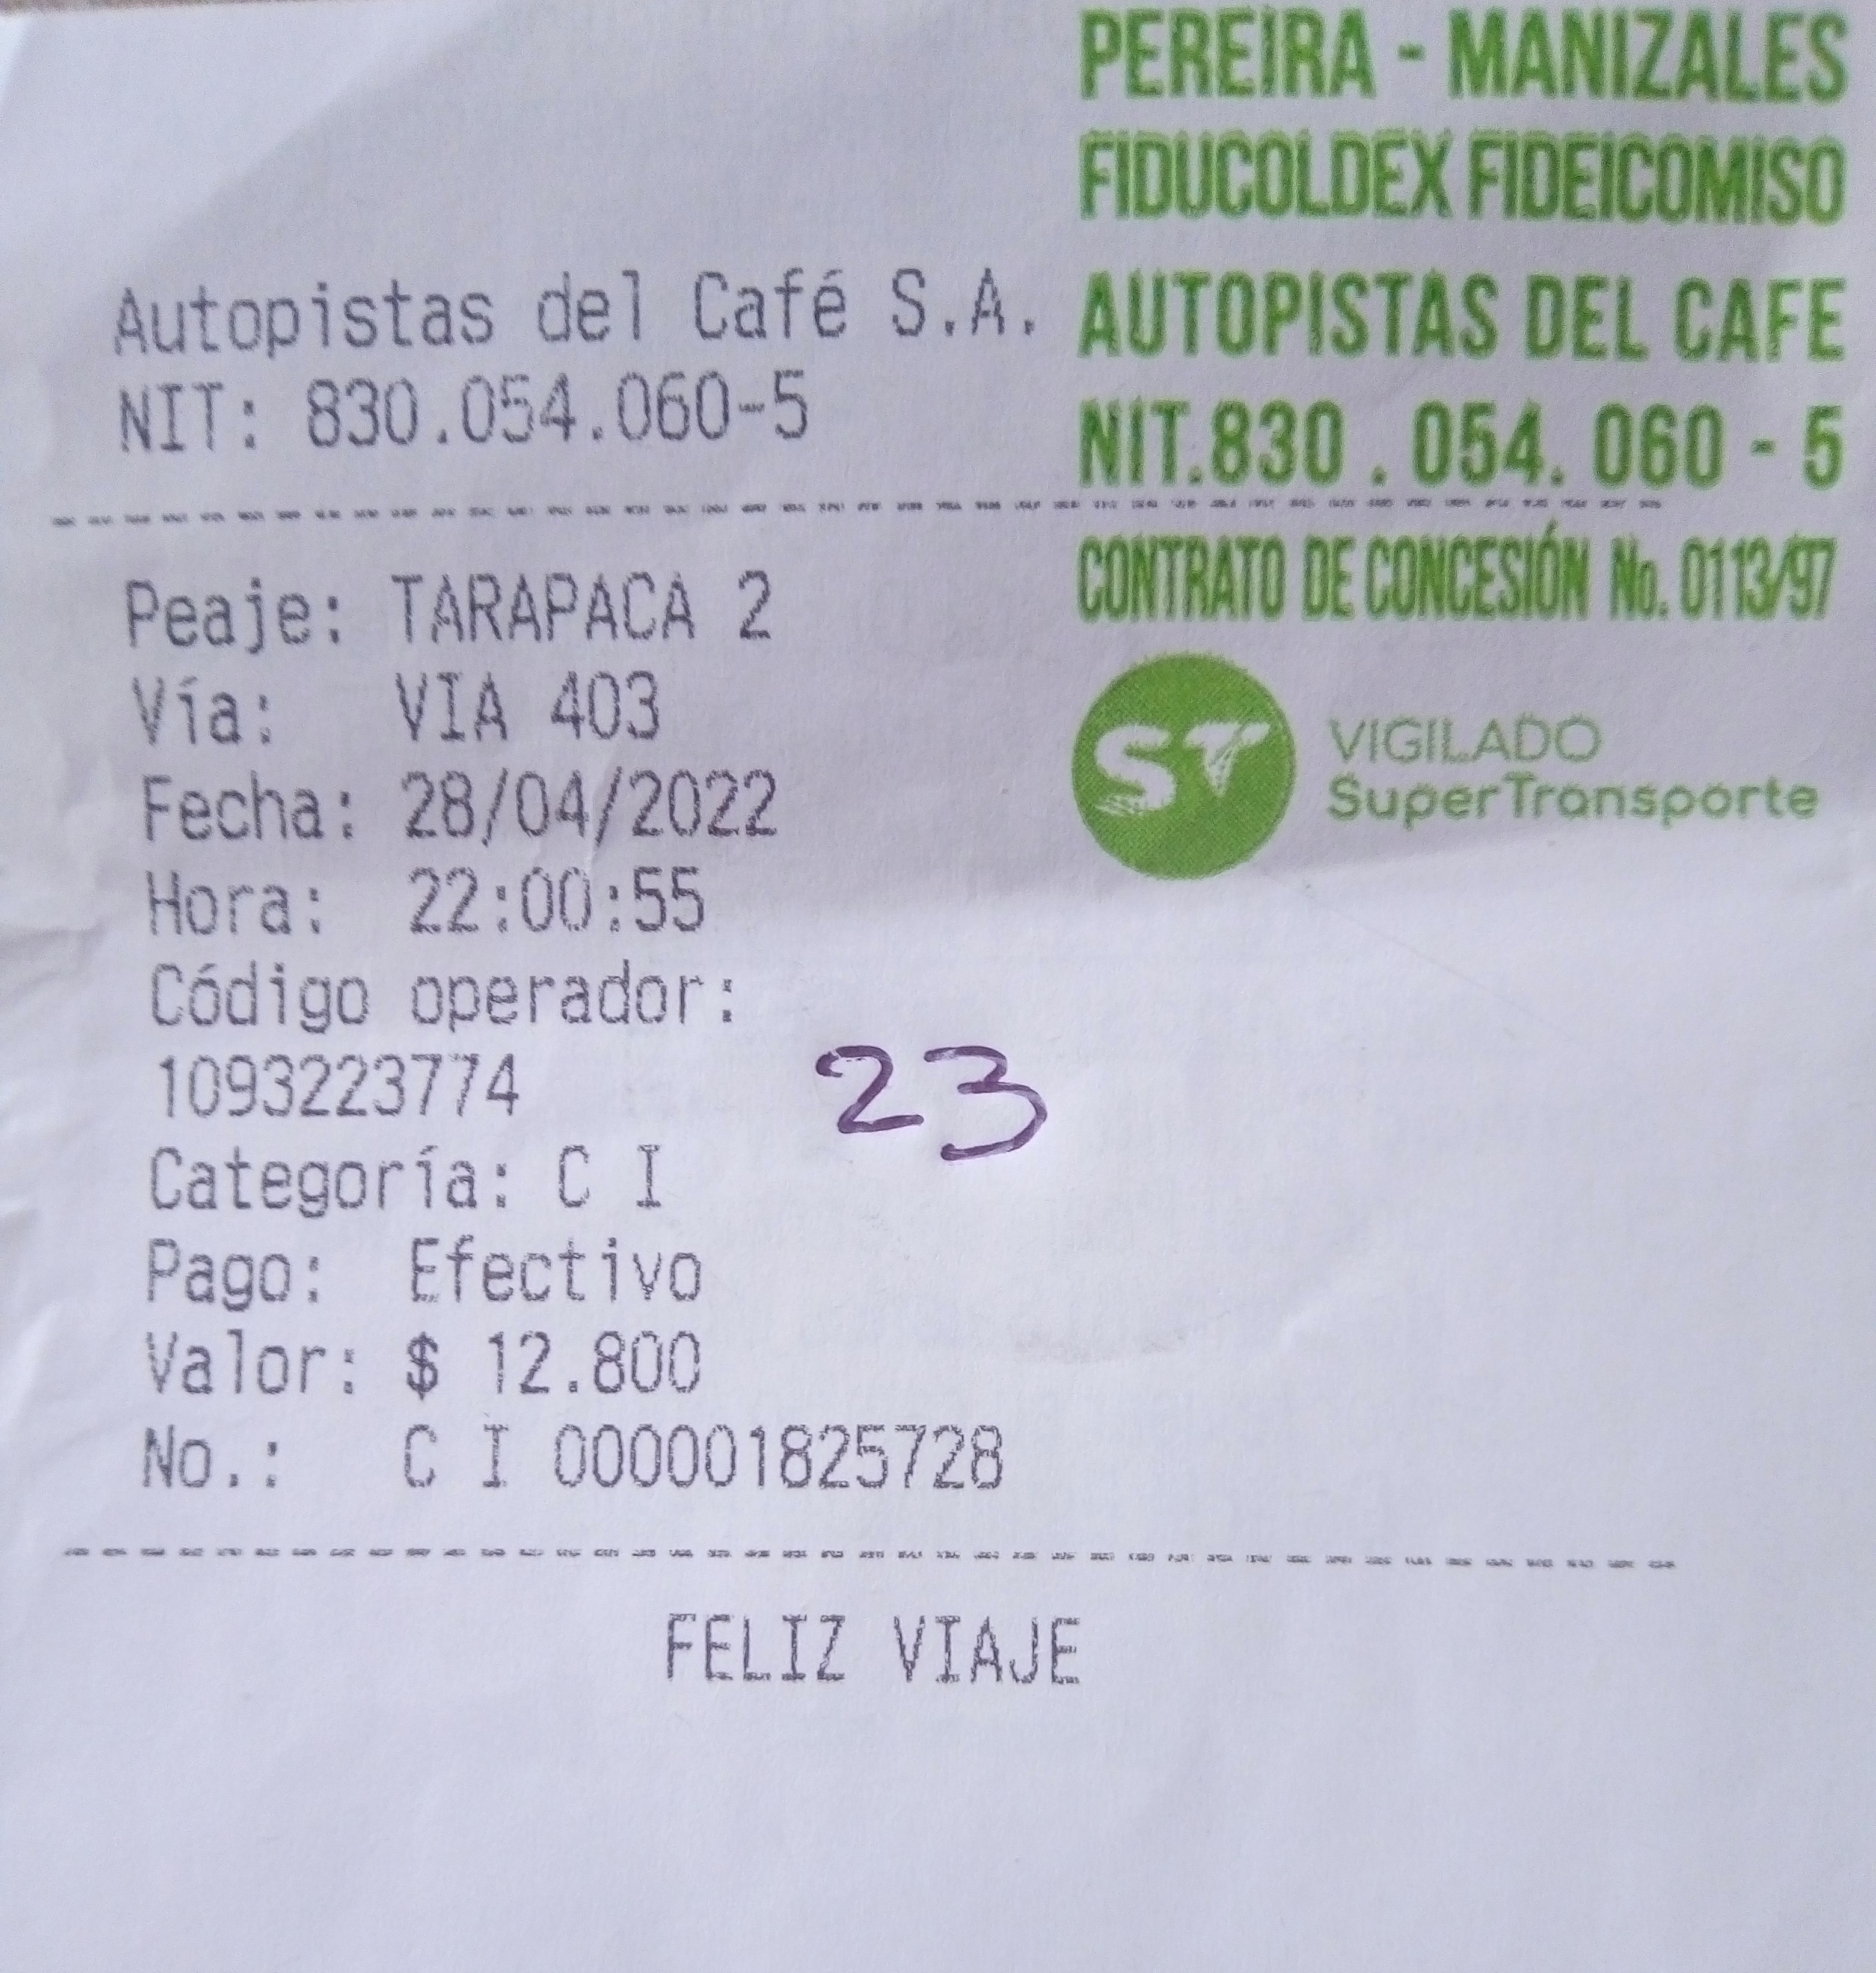 PEREIRA - MANIZALES
FIDUCOLDEX FIDEICOMISO
AUTOPISTAS DEL CAFE
NIT.830 . 054. 060 - 5
CONTRATO DE CONCESIÓN No. 0113/97
ST
VIGILADO
SuperTransporte
Autopistas del Café S.A.
NIT: 830.054.060-5
Peaje: TARAPACA 2
Vía: VIA 403
Fecha: 28/04/2022
Hora: 22:00:55
Código operador:
1093223774
23
Categoría: C I
Pago: Efectivo
Valor: $ 12.800
No.: C I 000001825728
FELIZ VIAJE